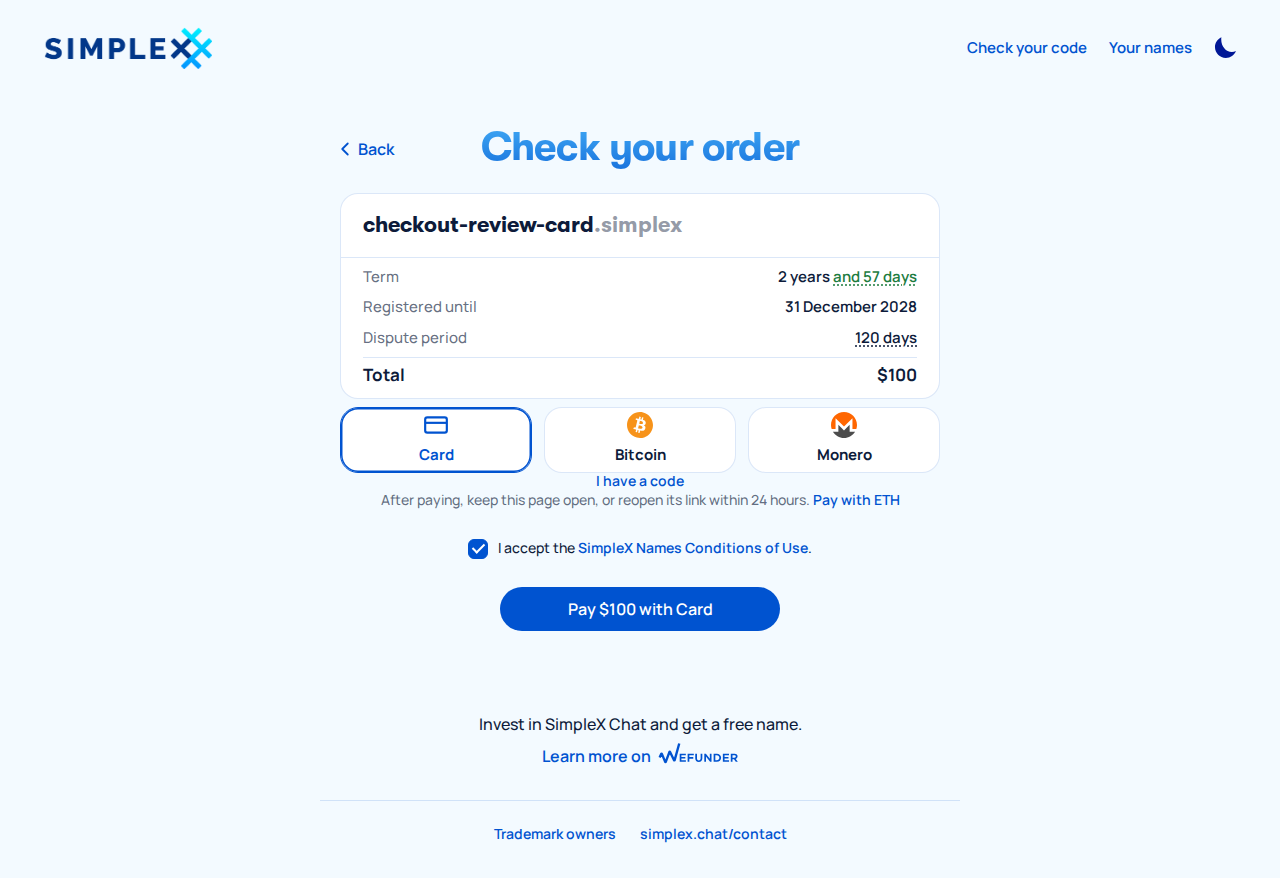 SIMPLEX
Check your code
Your names
Back
Check your order
checkout-review-card.simplex
Term
2 years and 57 days
Registered until
31 December 2028
Dispute period
120 days
Total
$100
Card
Bitcoin
Monero
I have a code
After paying, keep this page open, or reopen its link within 24 hours. Pay with ETH
I accept the SimpleX Names Conditions of Use.
Pay $100 with Card
Invest in SimpleX Chat and get a free name.
Learn more on WEFUNDER
Trademark owners
simplex.chat/contact